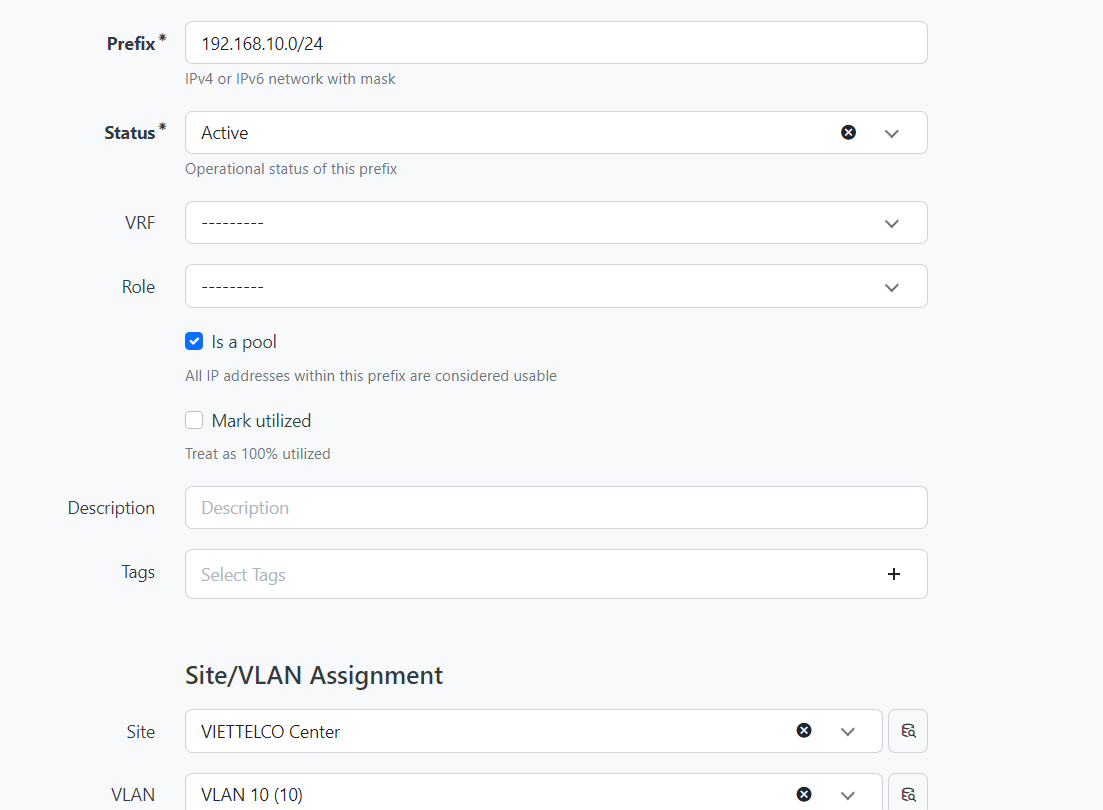 Prefix *
192.168.10.0/24
IPv4 or IPv6 network with mask
Status *
Active
Operational status of this prefix
VRF
---------
Role
---------
Is a pool
All IP addresses within this prefix are considered usable
Mark utilized
Treat as 100% utilized
Description
Description
Tags
Select Tags
Site/VLAN Assignment
Site
VIETTELCO Center
VLAN
VLAN 10 (10)